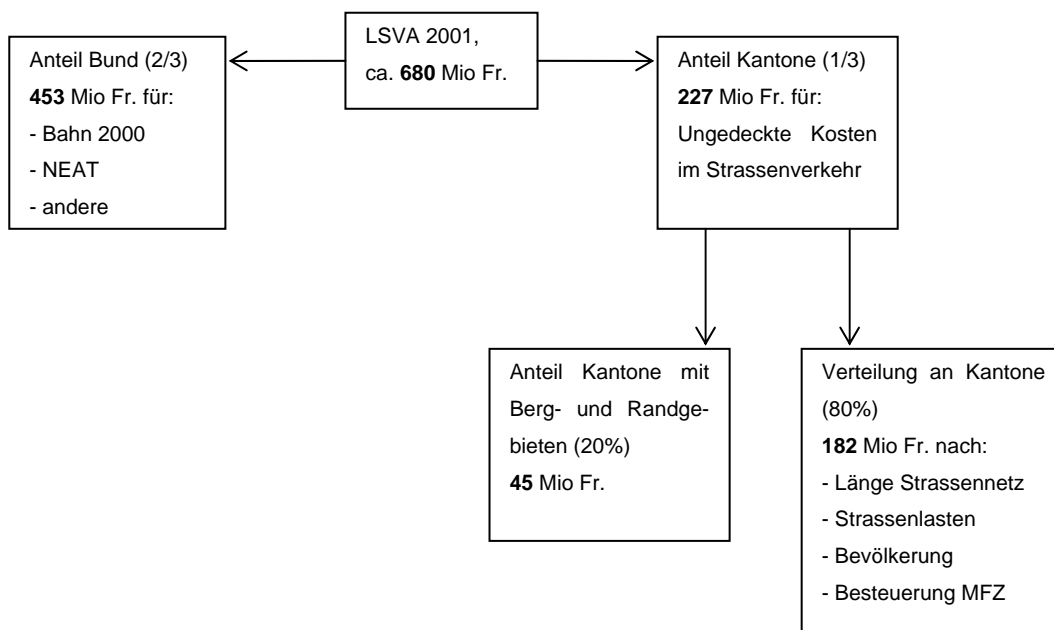 LSVA 2001,
ca. 680 Mio Fr.
Anteil Bund (2/3)
453 Mio Fr. für:
- Bahn 2000
- NEAT
- andere
Anteil Kantone (1/3)
227 Mio Fr. für:
Ungedeckte Kosten
im Strassenverkehr
Anteil Kantone mit
Berg- und Randge-
bieten (20%)
45 Mio Fr.
Verteilung an Kantone
(80%)
182 Mio Fr. nach:
- Länge Strassennetz
- Strassenlasten
- Bevölkerung
- Besteuerung MFZ